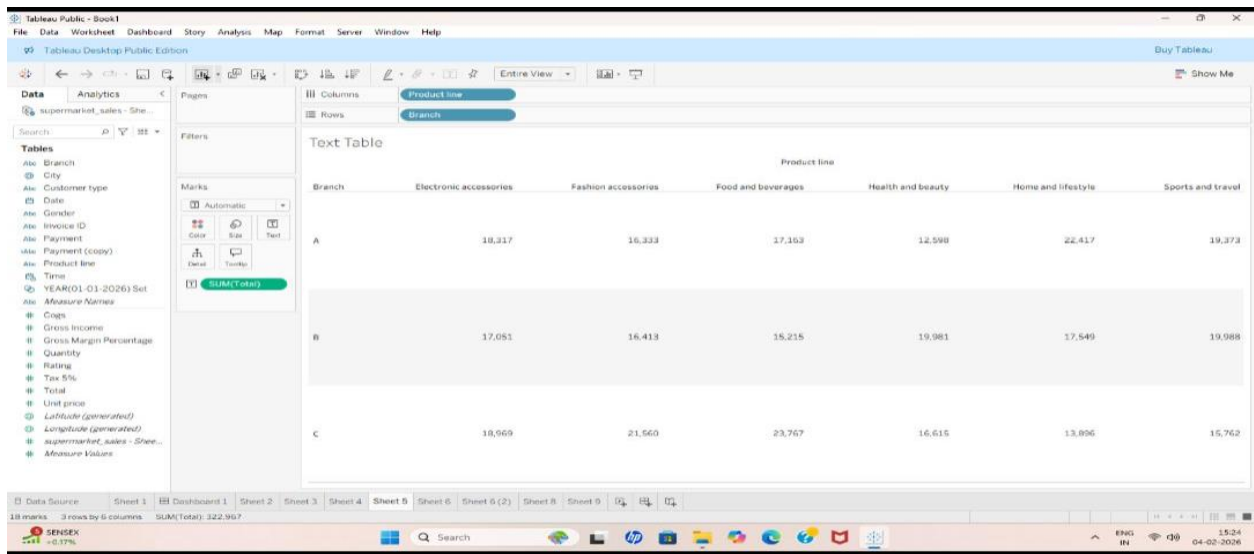 Tableau Public - Book1
File Data Worksheet Dashboard Story Analysis Map Format Server Window Help
Tableau Desktop Public Edition Buy Tableau
Entire View Show Me
Data Analytics Pages Columns Product line
supermarket_sales - She... Rows Branch
Search Filters
Tables Text Table
Product line
Abc Branch Branch Electronic accessories Fashion accessories Food and beverages Health and beauty Home and lifestyle Sports and travel
City
Abc Customer type Marks
Date Automatic
Abc Gender
Abc Invoice ID Color Size Text
Abc Payment A 18,317 16,333 17,163 12,598 22,417 19,373
Payment (copy)
Abc Product line Detail Tooltip
Time
YEAR(01-01-2026) Set SUM(Total)
Abc Measure Names
Cogs
Gross Income
Gross Margin Percentage
Quantity B 17,051 16,413 15,215 19,981 17,549 19,988
Rating
Tax 5%
Total
Unit price
Latitude (generated)
Longitude (generated)
supermarket_sales - Shee... C 18,969 21,560 23,767 16,615 13,896 15,762
Measure Values
Data Source Sheet 1 Dashboard 1 Sheet 2 Sheet 3 Sheet 4 Sheet 5 Sheet 6 Sheet 6 (2) Sheet 8 Sheet 9
18 marks 3 rows by 6 columns SUM(Total): 322,967
SENSEX
+0.17%
Search
ENG
IN
15:24
04-02-2026